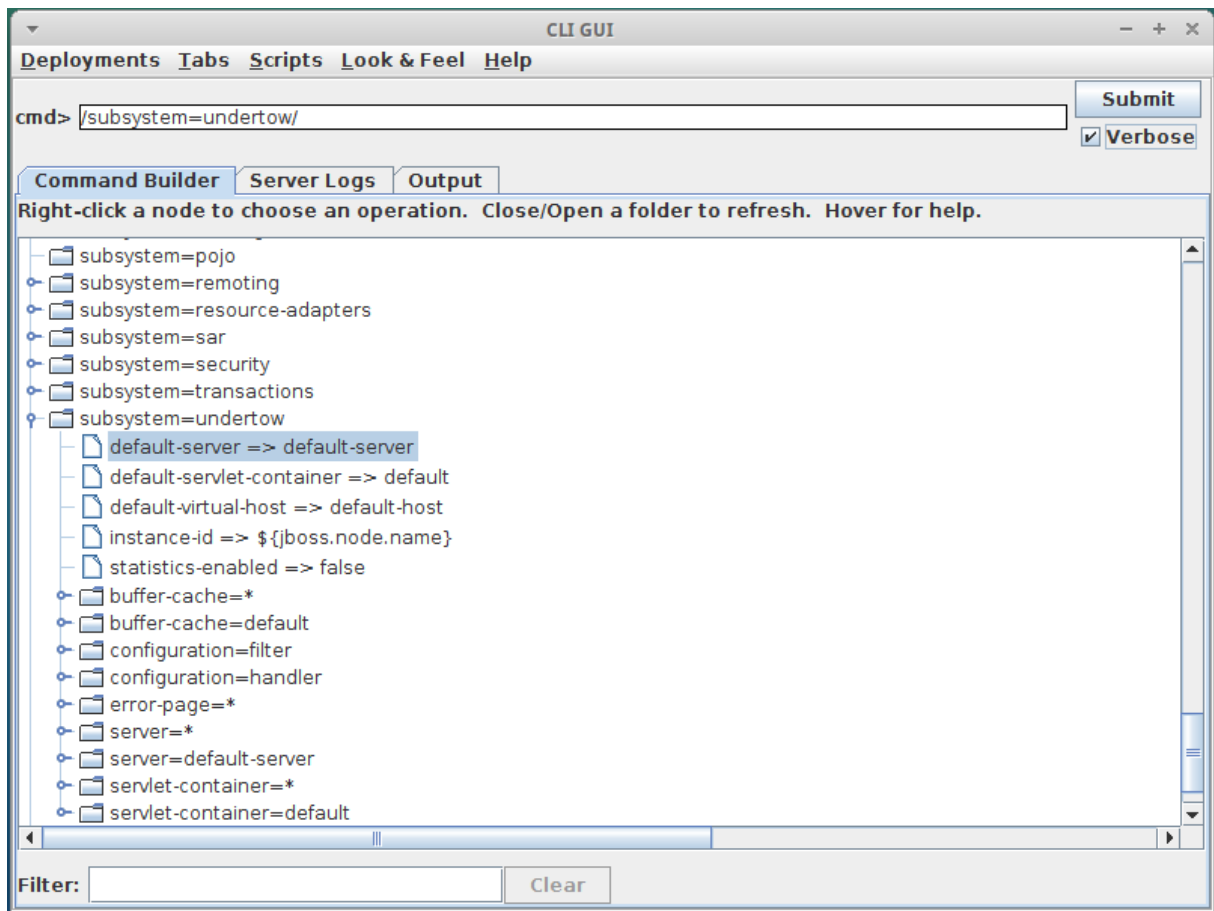 CLI GUI
Deployments Tabs Scripts Look & Feel Help
cmd> /subsystem=undertow/ Submit
Verbose
Command Builder Server Logs Output
Right-click a node to choose an operation. Close/Open a folder to refresh. Hover for help.
subsystem=pojo
subsystem=remoting
subsystem=resource-adapters
subsystem=sar
subsystem=security
subsystem=transactions
subsystem=undertow
default-server => default-server
default-servlet-container => default
default-virtual-host => default-host
instance-id => ${jboss.node.name}
statistics-enabled => false
buffer-cache=*
buffer-cache=default
configuration=filter
configuration=handler
error-page=*
server=*
server=default-server
servlet-container=*
servlet-container=default
Filter: Clear